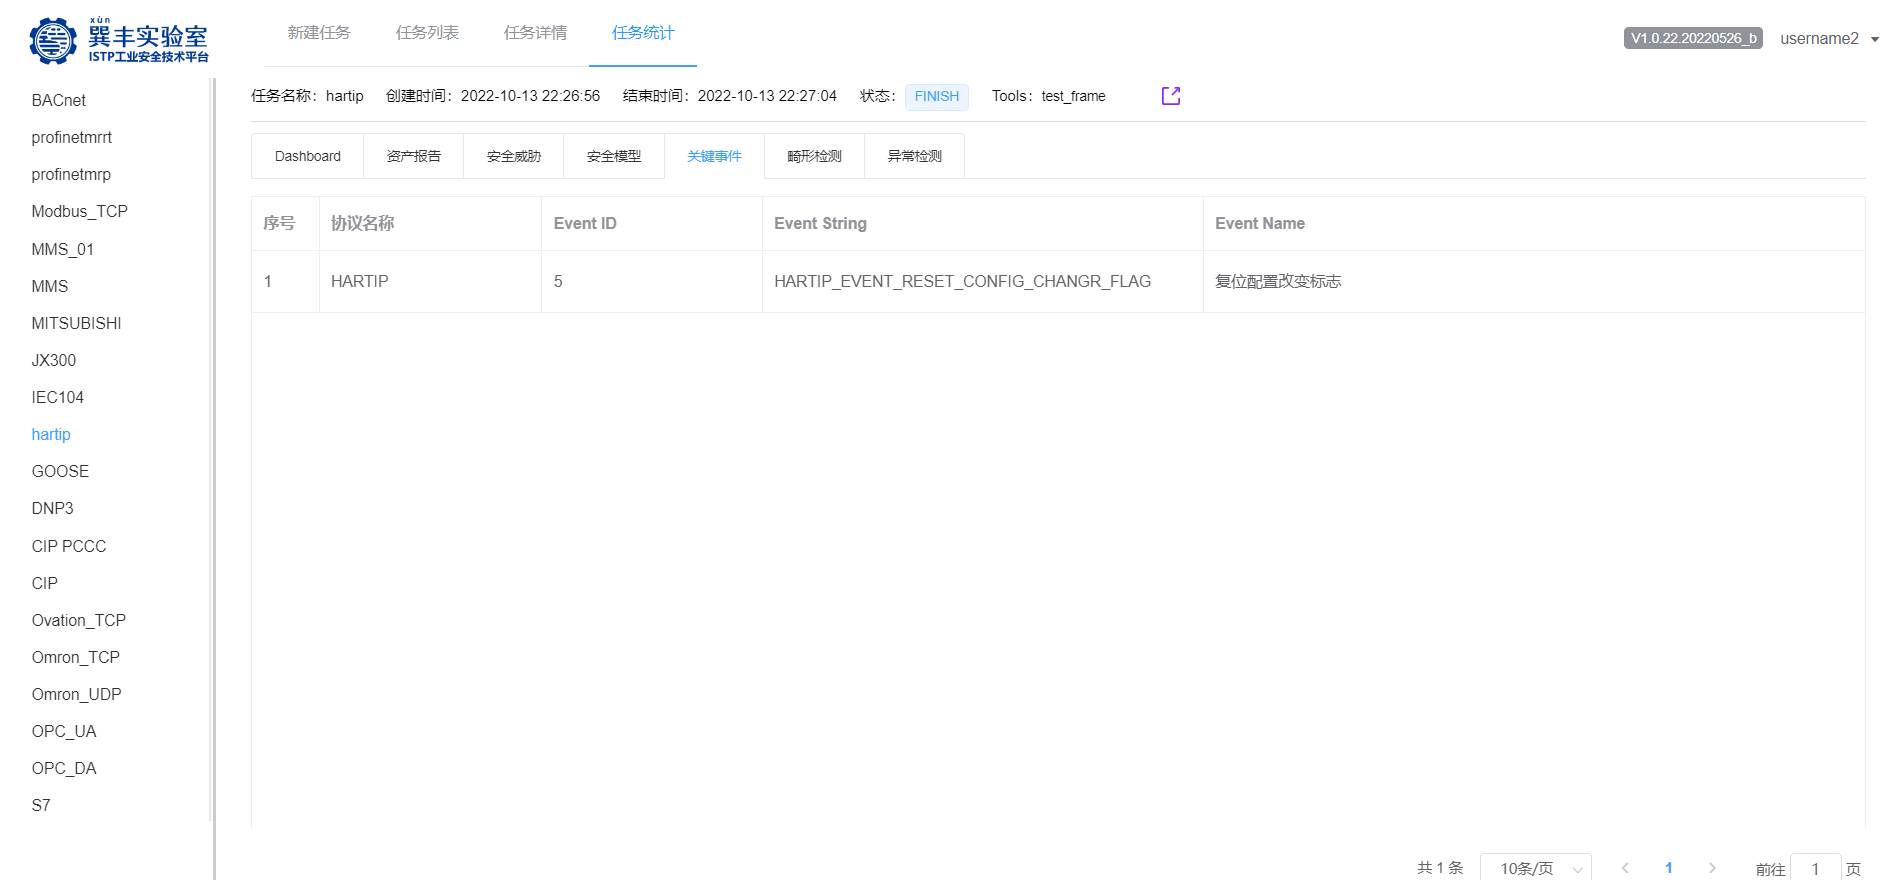 xùn
巽丰实验室
ISTP工业安全技术平台
新建任务 任务列表 任务详情 任务统计
V1.0.22.20220526_b username2
任务名称：hartip 创建时间：2022-10-13 22:26:56 结束时间：2022-10-13 22:27:04 状态： FINISH Tools：test_frame
Dashboard 资产报告 安全威胁 安全模型 关键事件 畸形检测 异常检测
BACnet
profinetmrrt
profinetmrp
Modbus_TCP
MMS_01
MMS
MITSUBISHI
JX300
IEC104
hartip
GOOSE
DNP3
CIP PCCC
CIP
Ovation_TCP
Omron_TCP
Omron_UDP
OPC_UA
OPC_DA
S7
序号 协议名称 Event ID Event String Event Name
1 HARTIP 5 HARTIP_EVENT_RESET_CONFIG_CHANGR_FLAG 复位配置改变标志
共 1 条 10条/页 1 前往 1 页